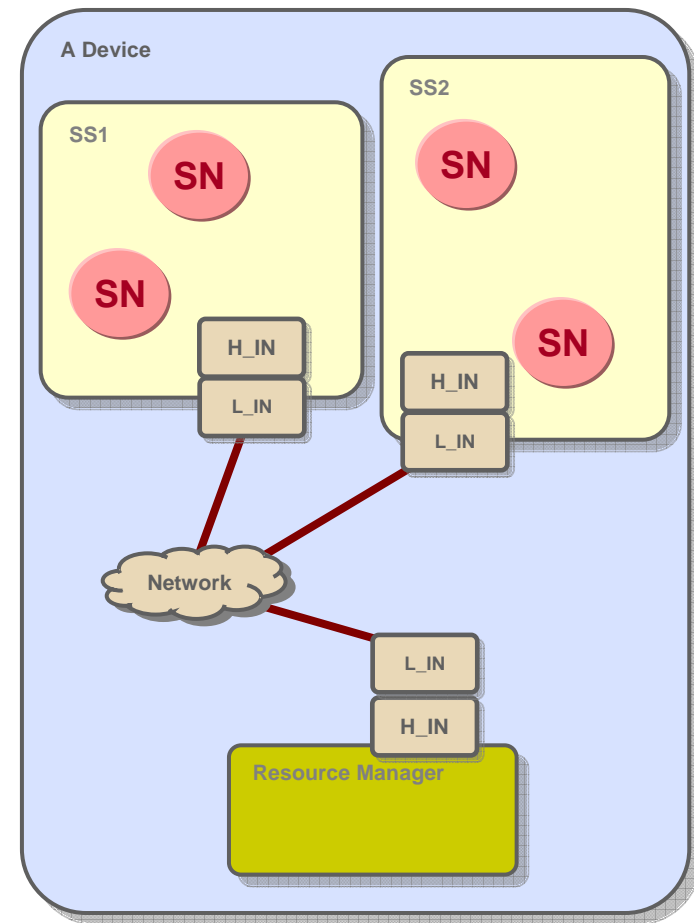 A Device
SS1
SN
SN
H_IN
L_IN
SS2
SN
SN
H_IN
L_IN
Network
L_IN
H_IN
Resource Manager